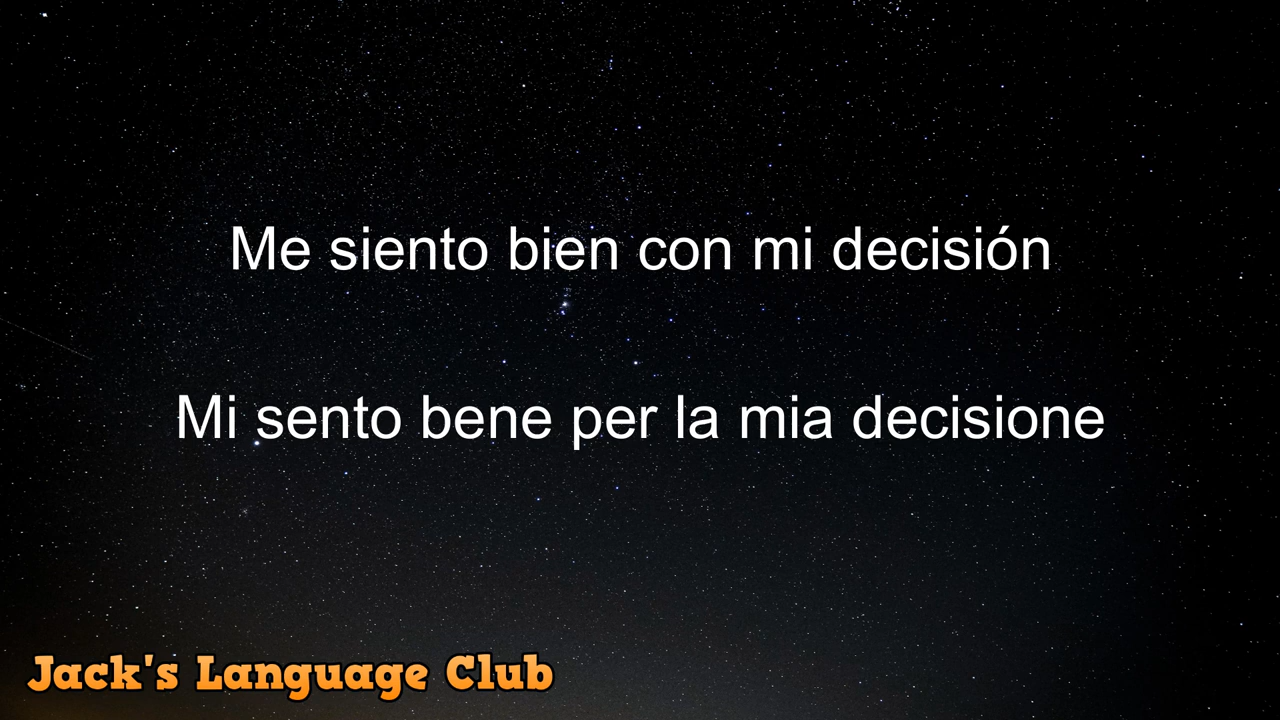 Me siento bien con mi decisión
Mi sento bene per la mia decisione
Jack's Language Club